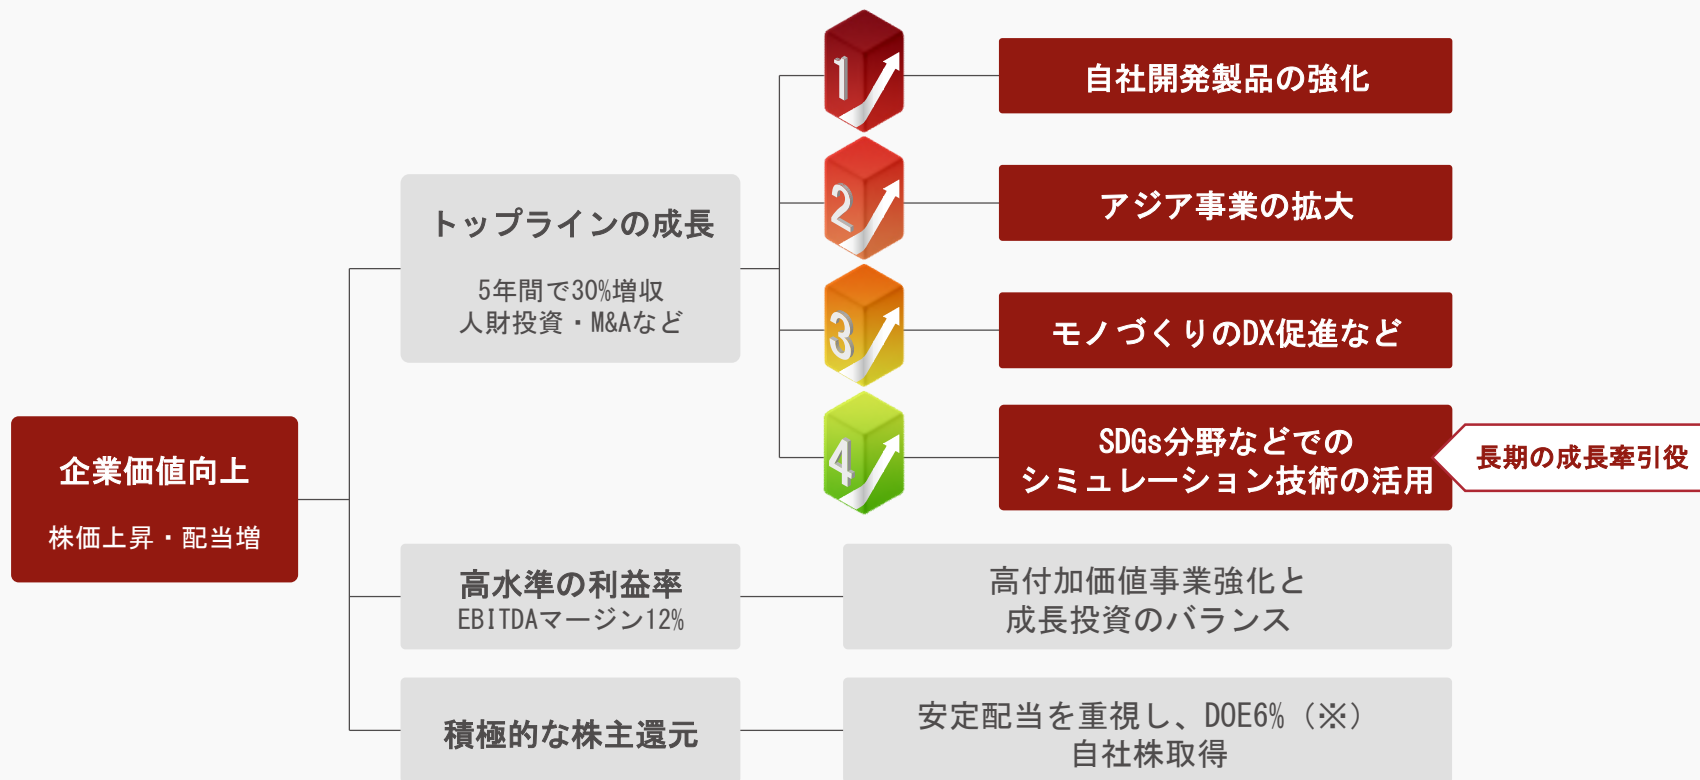 企業価値向上
株価上昇・配当増
トップラインの成長
5年間で30%増収
人財投資・M&Aなど
1
自社開発製品の強化
2
アジア事業の拡大
3
モノづくりのDX促進など
4
SDGs分野などでの
シミュレーション技術の活用
長期の成長牽引役
高水準の利益率
EBITDAマージン12%
高付加価値事業強化と
成長投資のバランス
積極的な株主還元
安定配当を重視し、DOE6%（※）
自社株取得